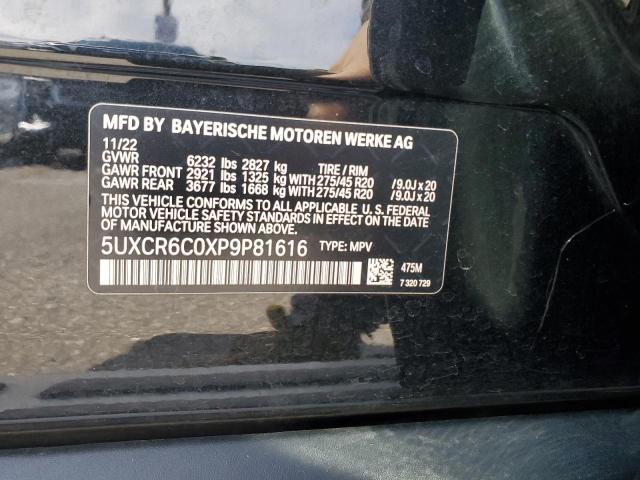 MFD BY BAYERISCHE MOTOREN WERKE AG
11/22
GVWR 6232 lbs 2827 kg TIRE / RIM
GAWR FRONT 2921 lbs 1325 kg WITH 275/45 R20 / 9.0J x 20
GAWR REAR 3677 lbs 1668 kg WITH 275/45 R20 / 9.0J x 20
THIS VEHICLE CONFORMS TO ALL APPLICABLE U.S. FEDERAL
MOTOR VEHICLE SAFETY STANDARDS IN EFFECT ON THE DATE
OF MANUFACTURE SHOWN ABOVE.
5UXCR6C0XP9P81616 TYPE: MPV
475M
7 320 729